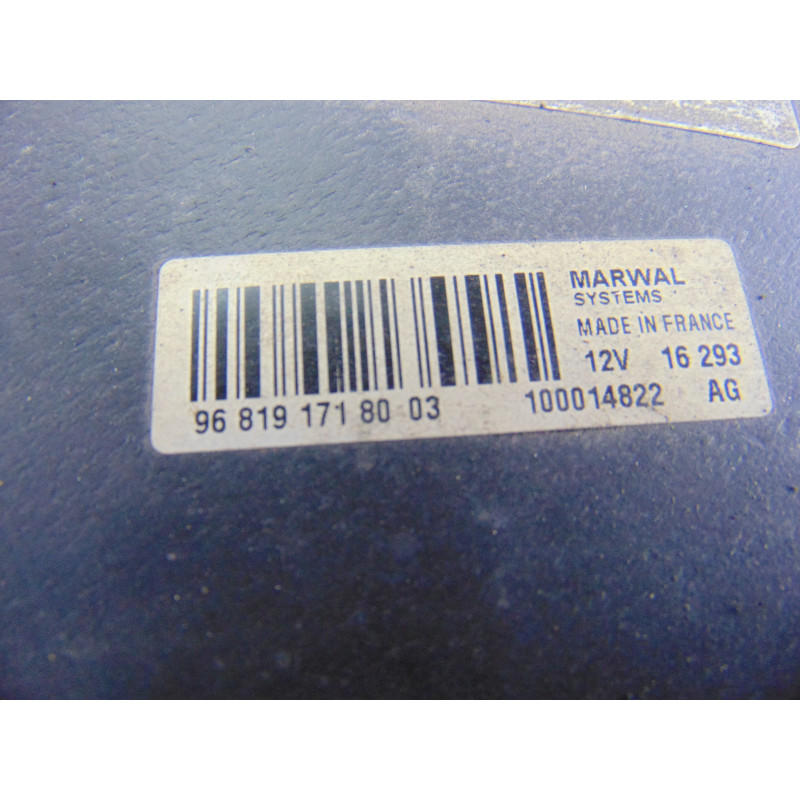 MARWAL
SYSTEMS
MADE IN FRANCE
12V 16 293
96 819 171 80 03 100014822 AG